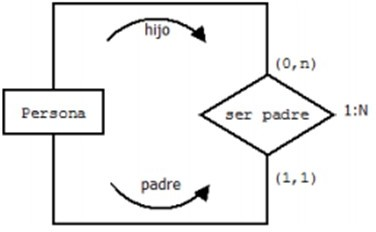 hijo
(0,n)
Persona
ser padre
1:N
padre
(1,1)